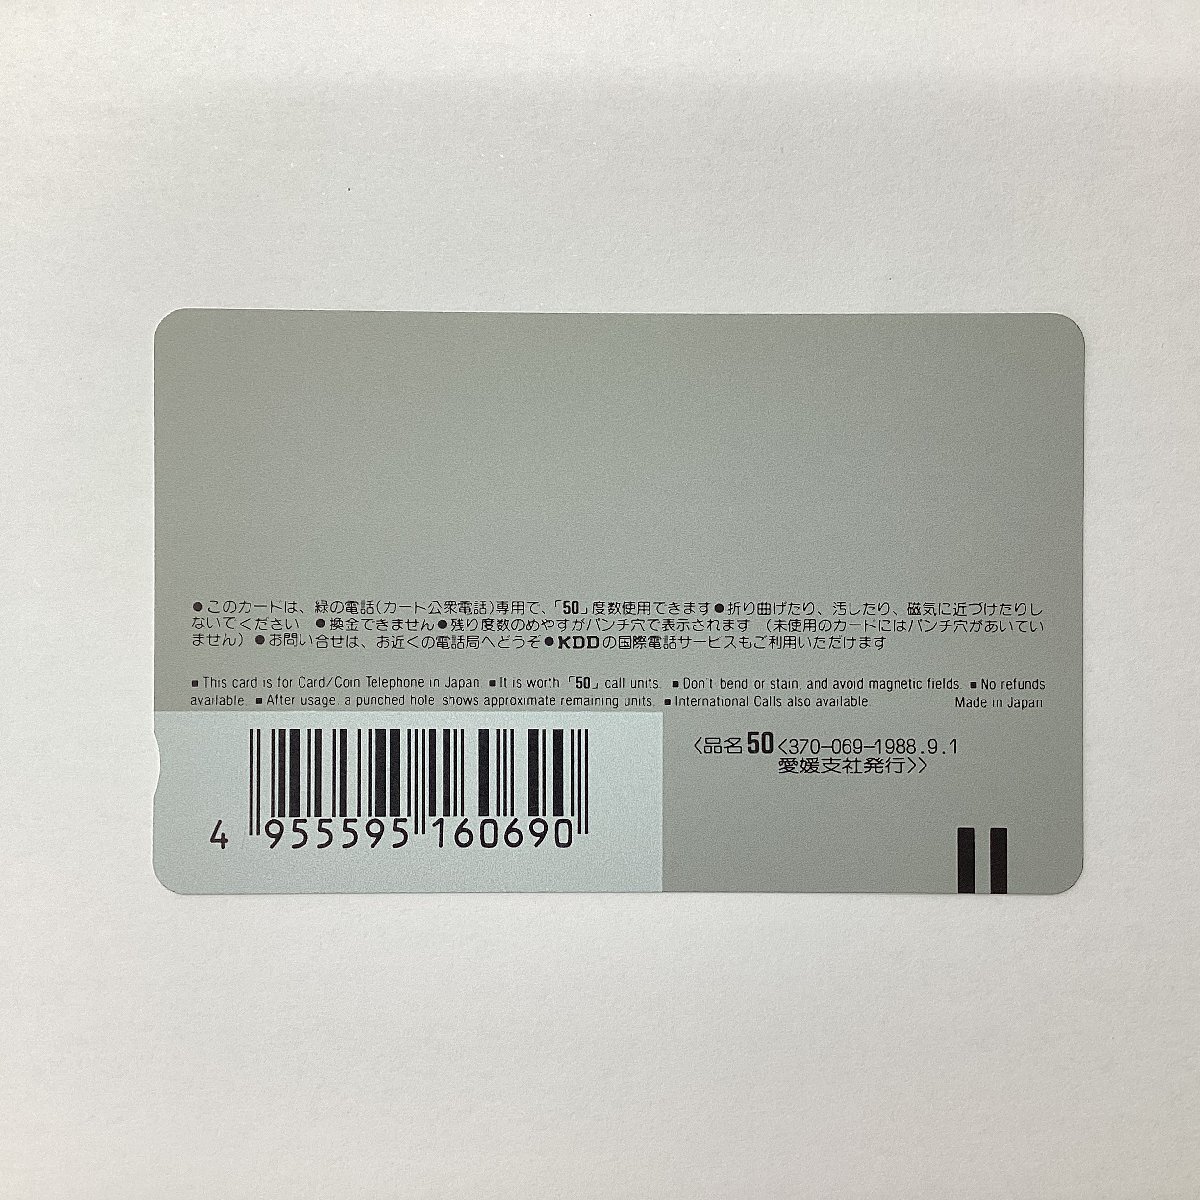 ●このカードは、緑の電話(カード公衆電話)専用で、「50」度数使用できます●折り曲げたり、汚したり、磁気に近づけたりし
ないでください ●換金できません●残り度数のめやすがパンチ穴で表示されます (未使用のカードにはパンチ穴があいてい
ません) ●お問い合せは、お近くの電話局へどうぞ●KDDの国際電話サービスもご利用いただけます
■This card is for Card/Coin Telephone in Japan. ■It is worth「50」call units. ■Don't bend or stain, and avoid magnetic fields. ■No refunds
available. ■After usage, a punched hole, shows approximate remaining units. ■International Calls also available. Made in Japan
〈品名50〈370-069-1988.9.1
愛媛支社発行〉〉
4 955595 160690